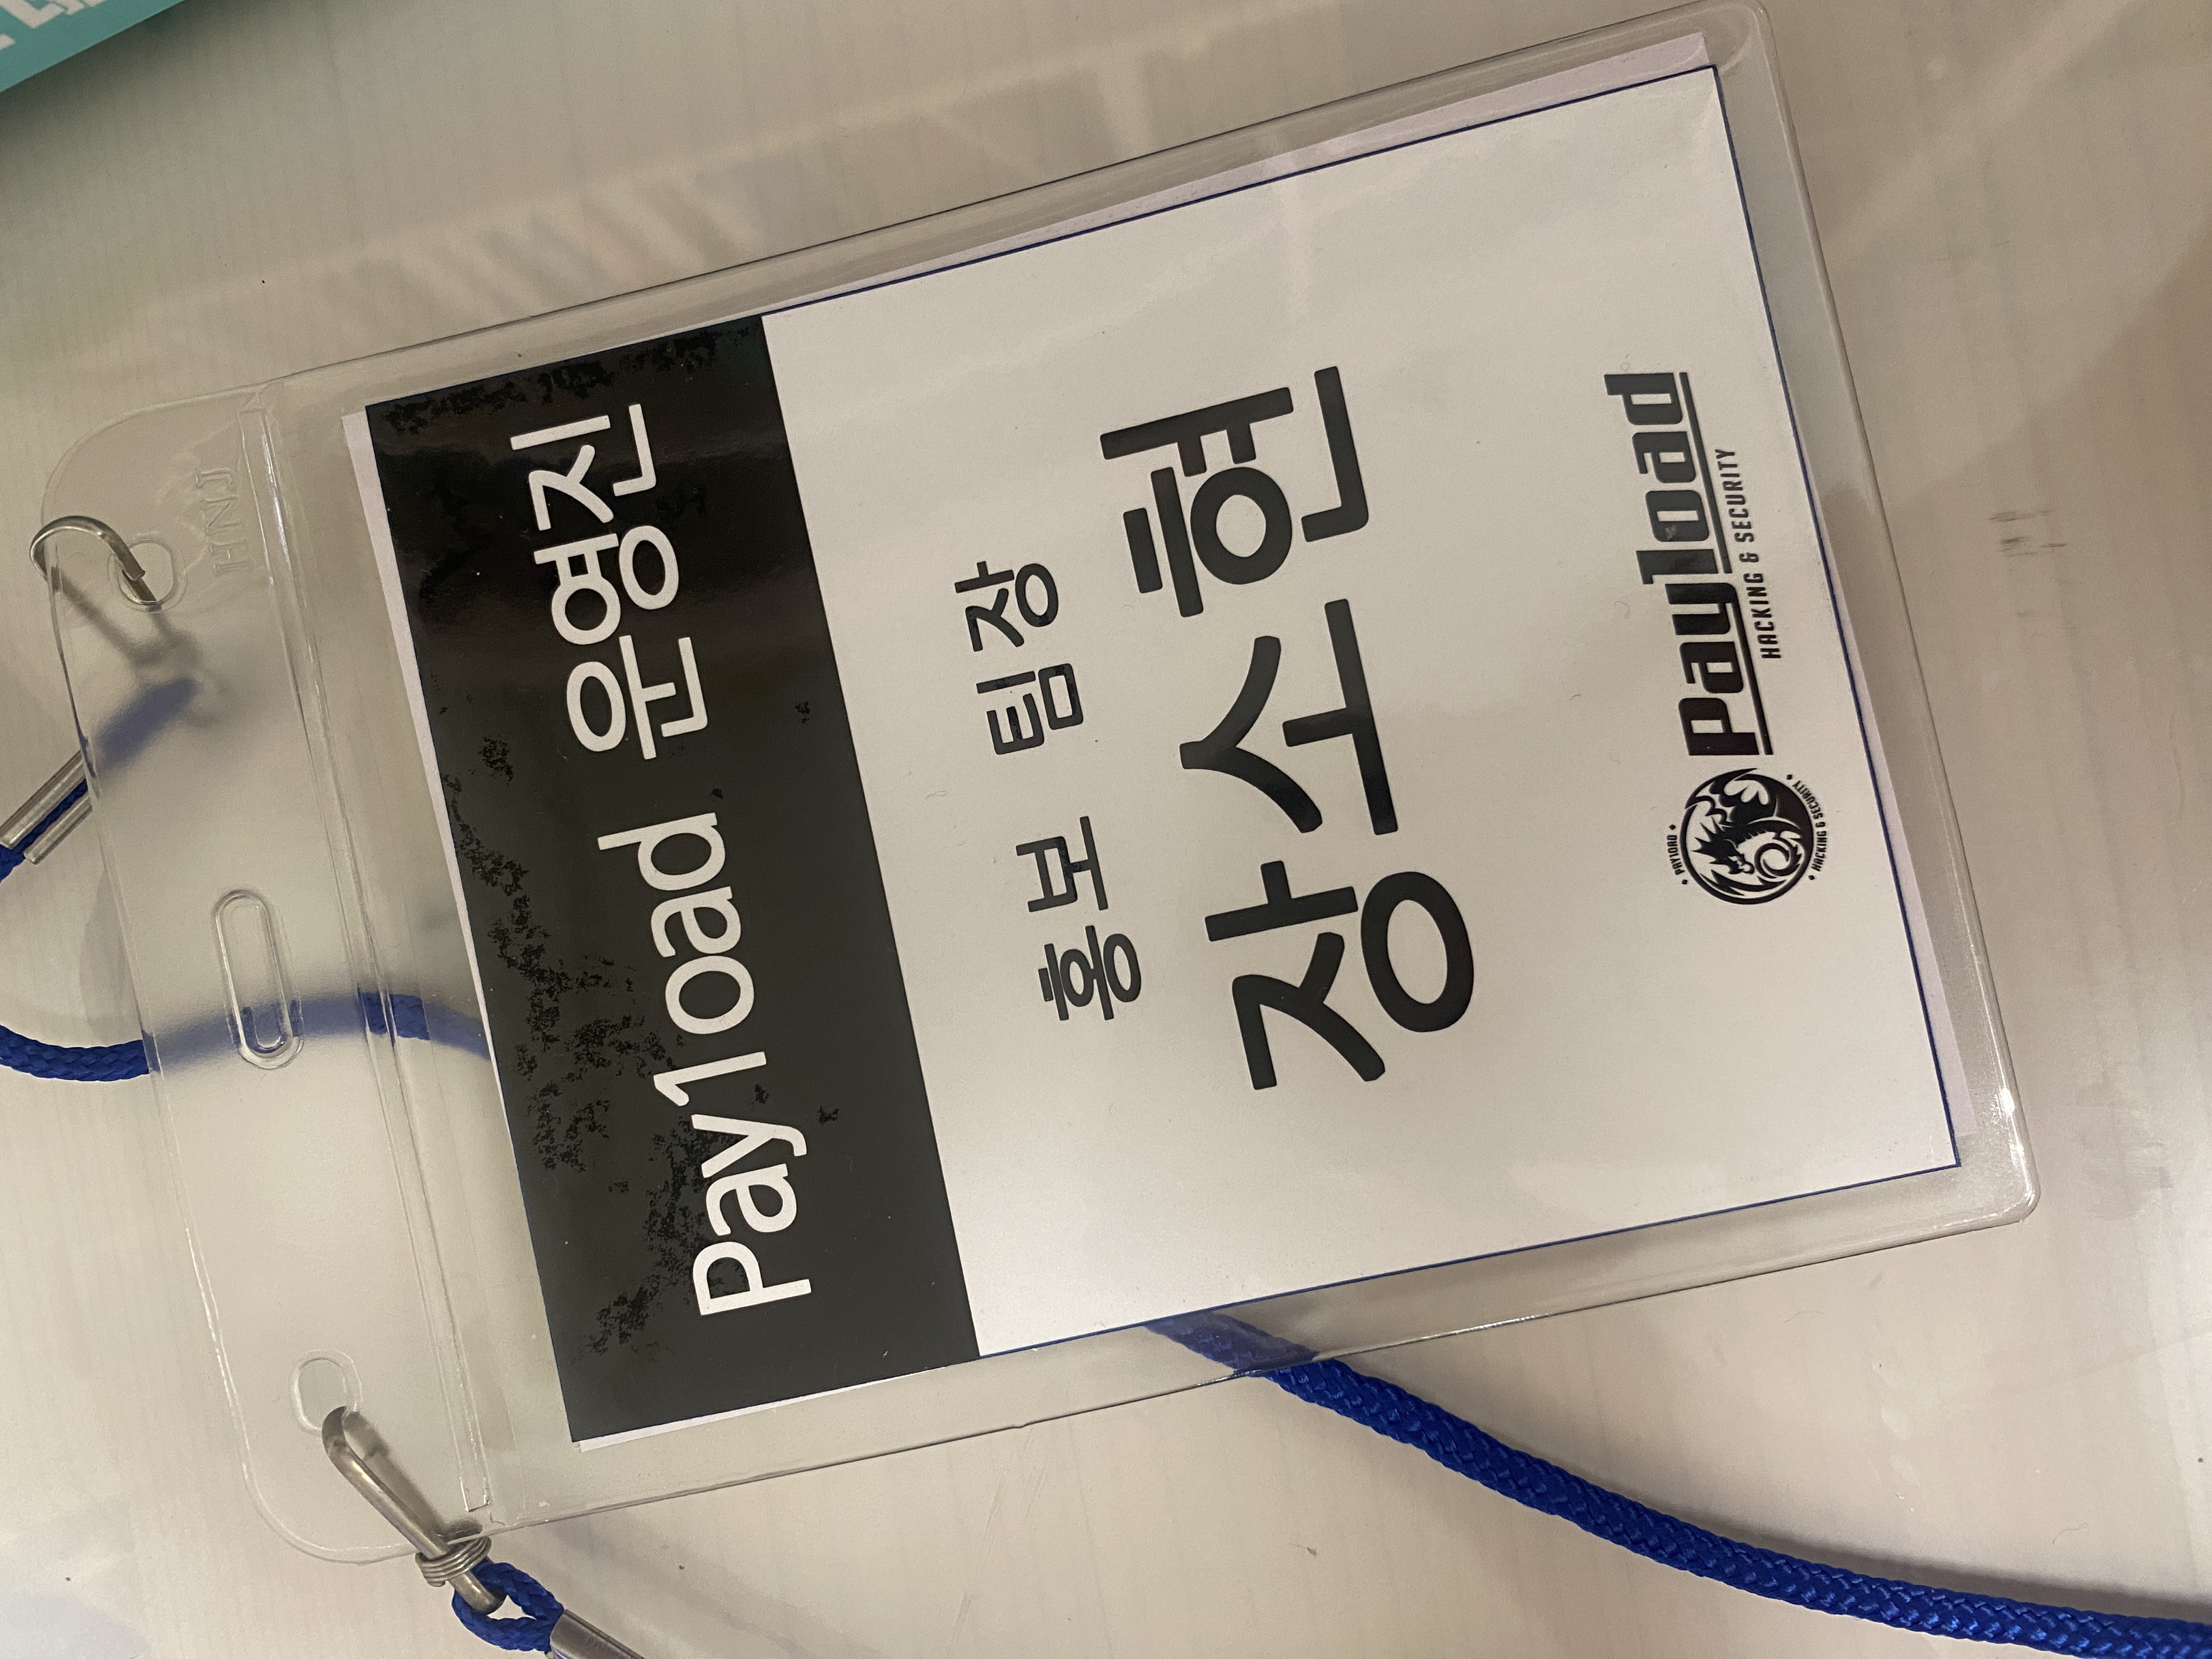 HNJ
Pay1oad 운영진
홍보 팀장
장소현
PAY1OAD
HACKING & SECURITY
Pay1oad
HACKING & SECURITY